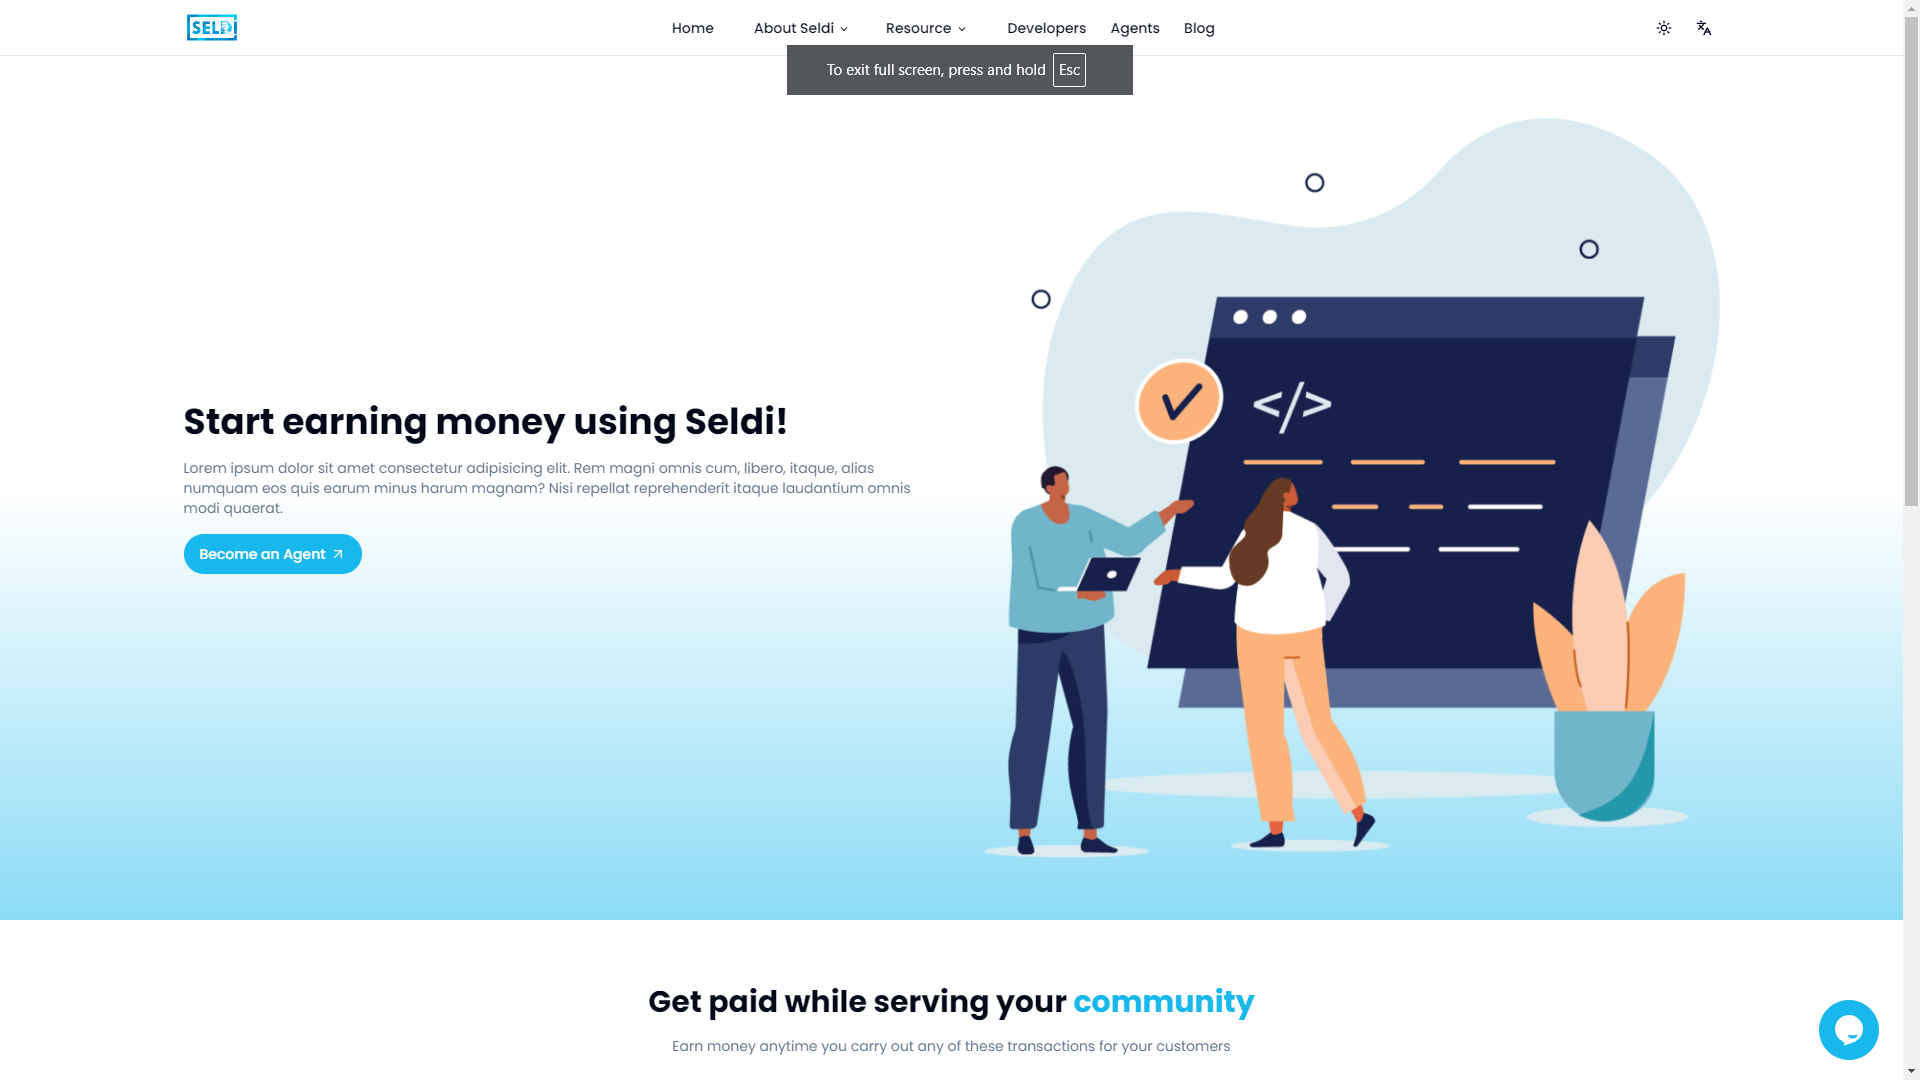 SELDI
Home
About Seldi
Resource
Developers
Agents
Blog
To exit full screen, press and hold Esc
</>
Start earning money using Seldi!
Lorem ipsum dolor sit amet consectetur adipisicing elit. Rem magni omnis cum, libero, itaque, alias
numquam eos quis earum minus harum magnam? Nisi repellat reprehenderit itaque laudantium omnis
modi quaerat.
Become an Agent
Get paid while serving your community
Earn money anytime you carry out any of these transactions for your customers